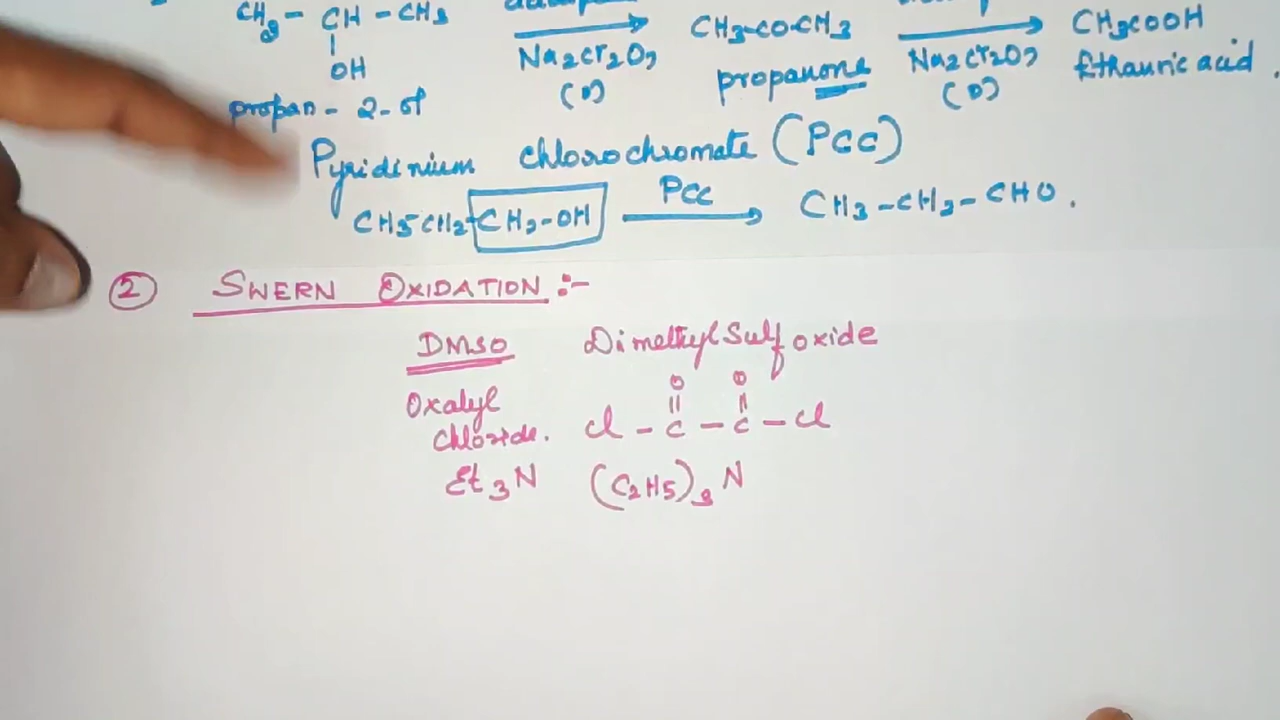 CH3 - CH - CH3 Na2Cr2O7 CH3-CO-CH3 Na2Cr2O7 CH3COOH
OH (O) propanone (O) Ethanoic acid.
propan - 2 - ol
Pyridinium chlorochromate (PCC)
CH3CH2-CH2-OH PCC CH3-CH2-CHO.
② SWERN OXIDATION :-
DMSO Dimethyl Sulfoxide
O O
|| ||
Oxalyl Cl - C - C - Cl
chloride.
Et3N (C2H5)3N